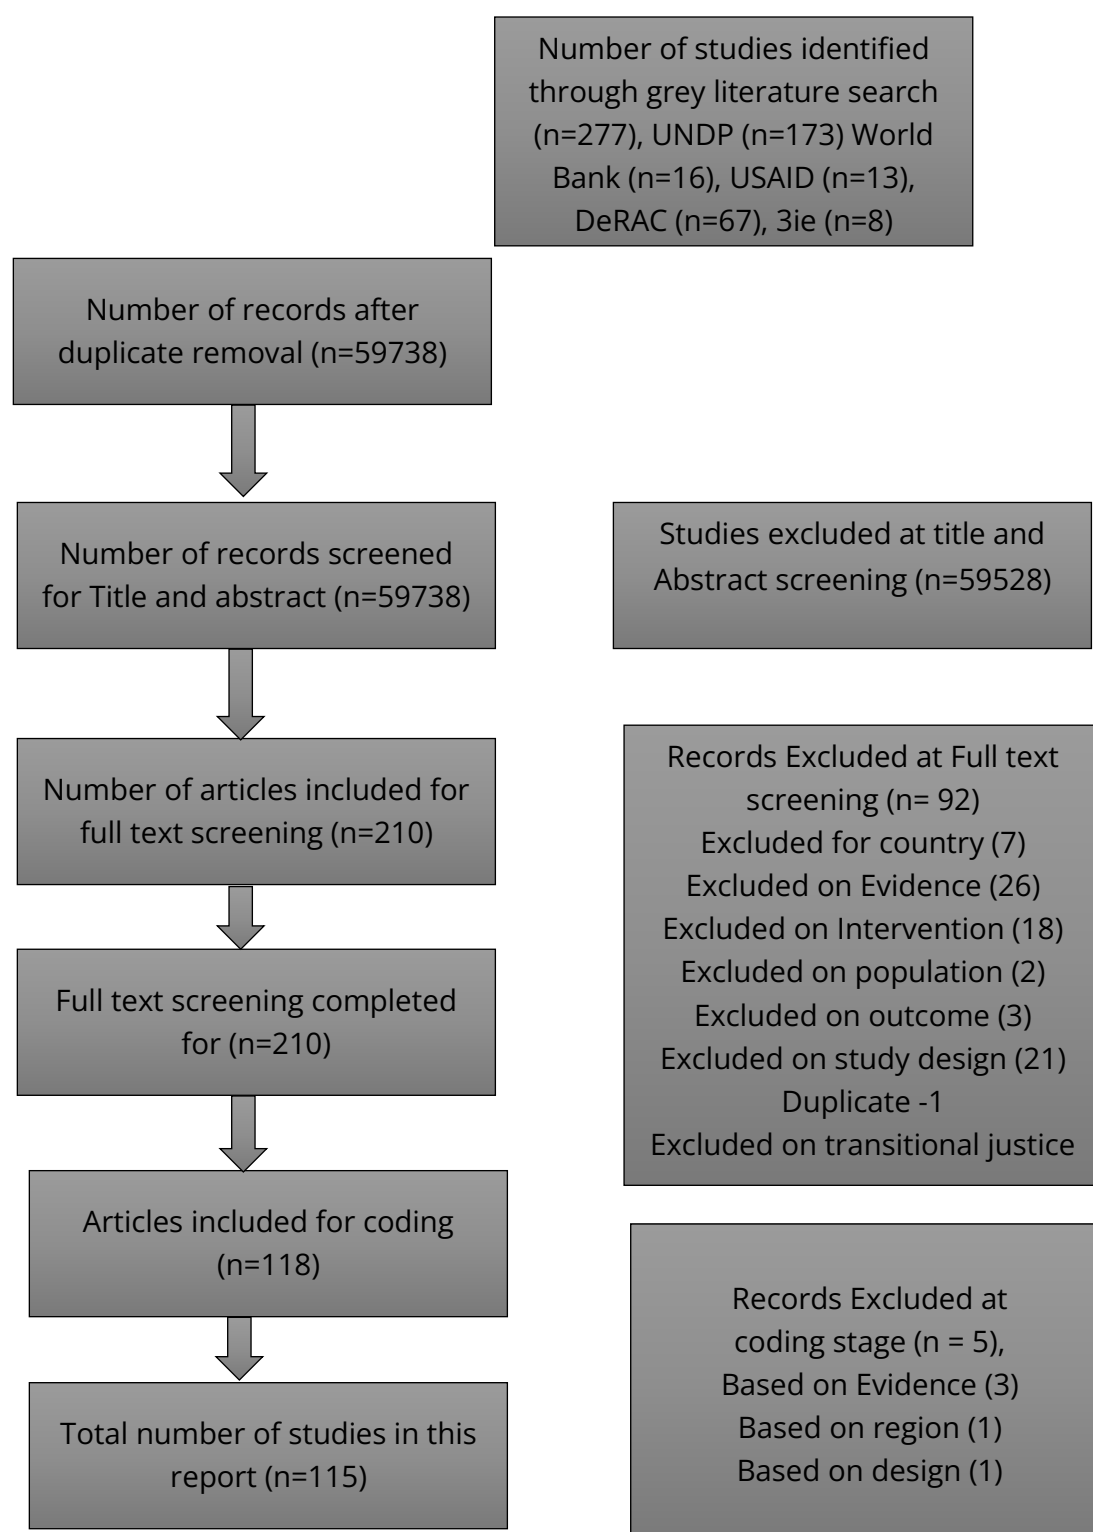 Number of studies identified
through grey literature search
(n=277), UNDP (n=173) World
Bank (n=16), USAID (n=13),
DeRAC (n=67), 3ie (n=8)
Number of records after
duplicate removal (n=59738)
Number of records screened
for Title and abstract (n=59738)
Studies excluded at title and
Abstract screening (n=59528)
Number of articles included for
full text screening (n=210)
Records Excluded at Full text
screening (n= 92)
Excluded for country (7)
Excluded on Evidence (26)
Excluded on Intervention (18)
Excluded on population (2)
Excluded on outcome (3)
Excluded on study design (21)
Duplicate -1
Excluded on transitional justice
Full text screening completed
for (n=210)
Articles included for coding
(n=118)
Records Excluded at
coding stage (n = 5),
Based on Evidence (3)
Based on region (1)
Based on design (1)
Total number of studies in this
report (n=115)